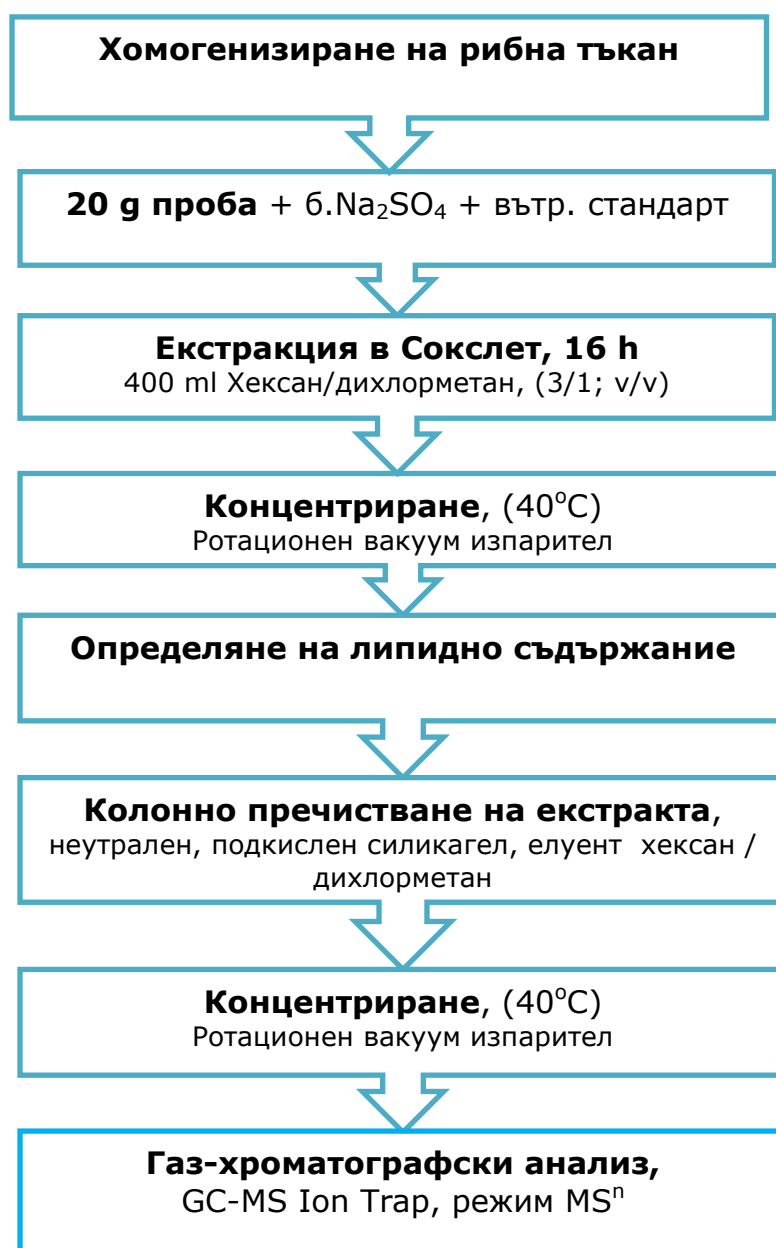 Хомогенизиране на рибна тъкан
20 g проба + б.Na₂SO₄ + вътр. стандарт
Екстракция в Сокслет, 16 h
400 ml Хексан/дихлорметан, (3/1; v/v)
Концентриране, (40°C)
Ротационен вакуум изпарител
Определяне на липидно съдържание
Колонно пречистване на екстракта,
неутрален, подкислен силикагел, елуент хексан /
дихлорметан
Концентриране, (40°C)
Ротационен вакуум изпарител
Газ-хроматографски анализ,
GC-MS Ion Trap, режим MSⁿ